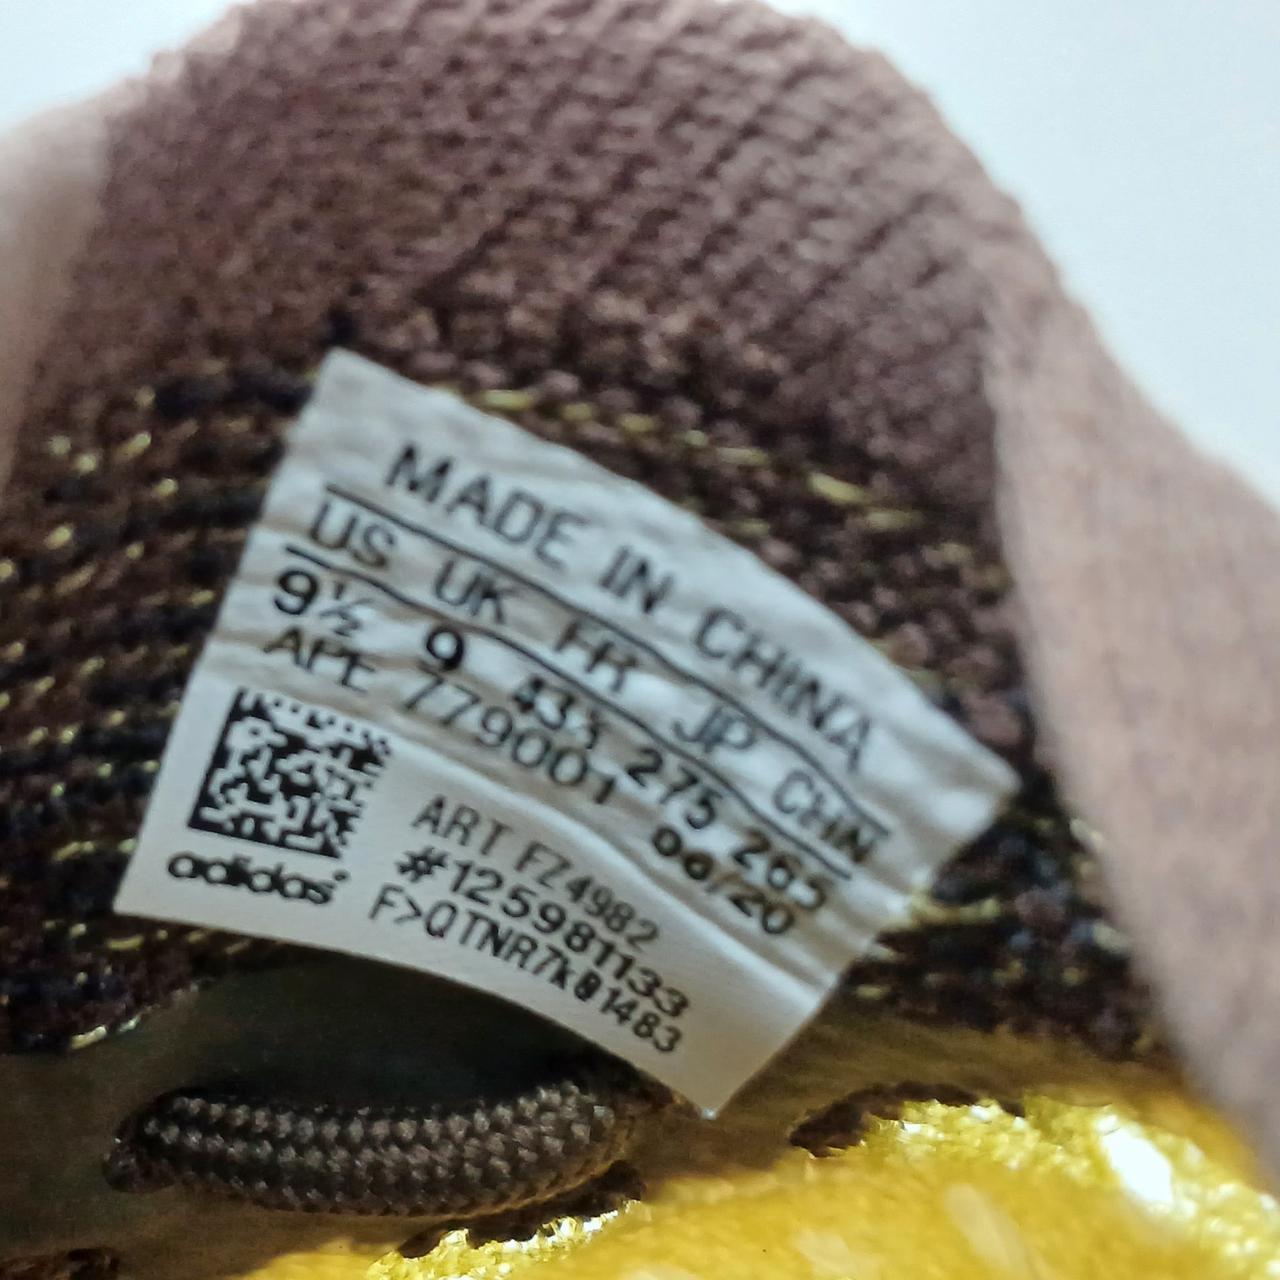 MADE IN CHINA
US UK FR JP CHN
9½ 9 43⅓ 275 265
APE 779001 /20
ART FZ4982
#125981133
F>QTNR7k01483
adidas